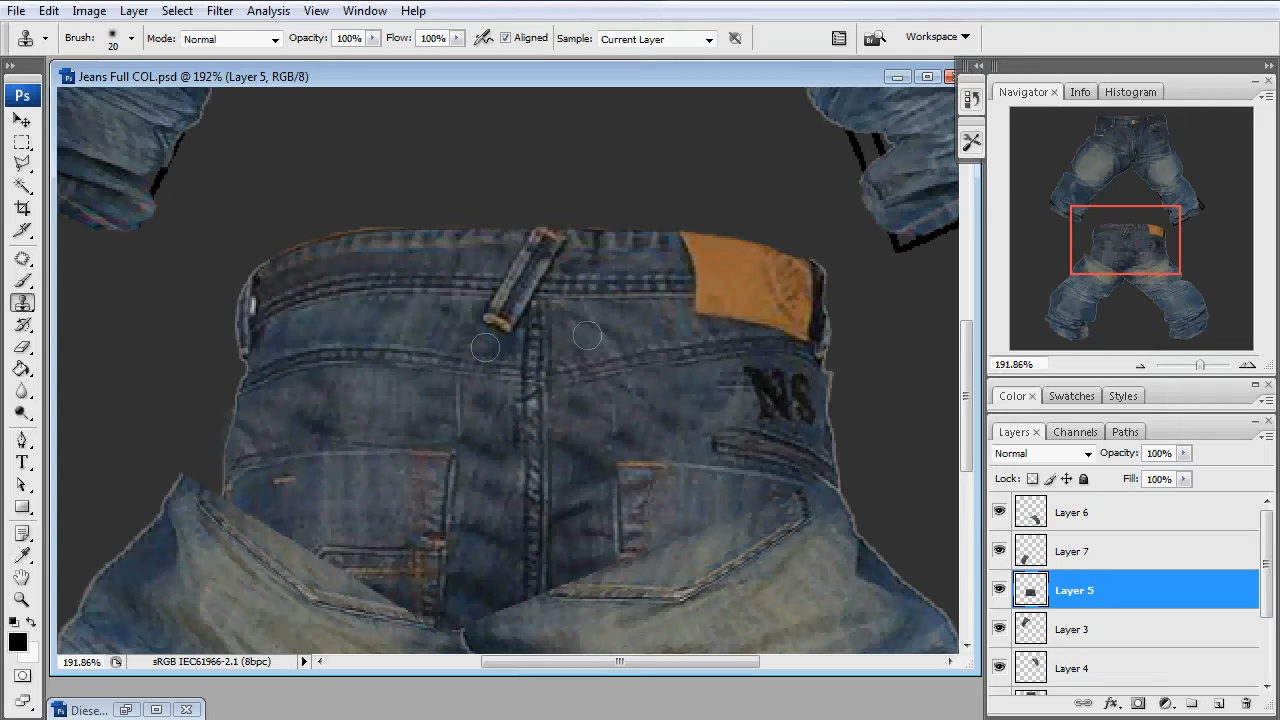 File Edit Image Layer Select Filter Analysis View Window Help
Brush: 20 Mode: Normal Opacity: 100% Flow: 100% Aligned Sample: Current Layer Workspace
Ps
Jeans Full COL.psd @ 192% (Layer 5, RGB/8)
Navigator Info Histogram
191.86%
Color Swatches Styles
Layers Channels Paths
Normal Opacity: 100%
Lock: Fill: 100%
Layer 6
Layer 7
Layer 5
Layer 3
Layer 4
191.86% sRGB IEC61966-2.1 (8bpc)
Diese...